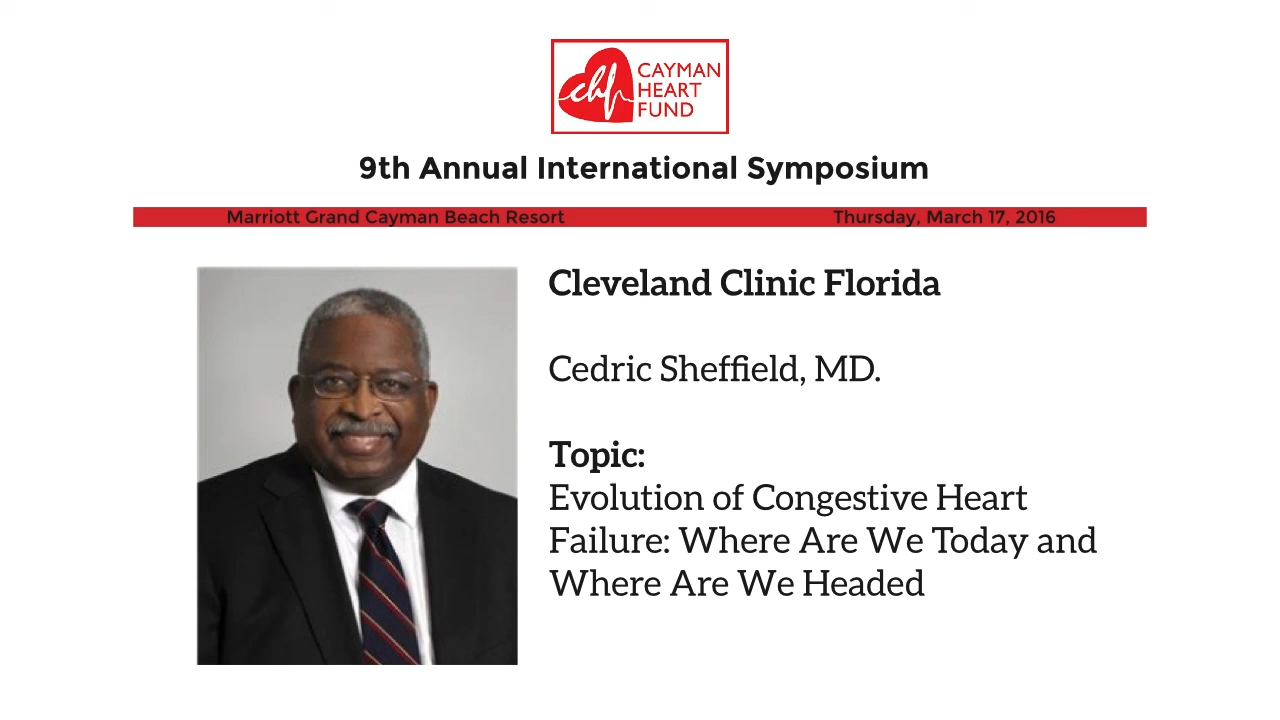 chf
CAYMAN
HEART
FUND
9th Annual International Symposium
Marriott Grand Cayman Beach Resort
Thursday, March 17, 2016
Cleveland Clinic Florida
Cedric Sheffield, MD.
Topic:
Evolution of Congestive Heart
Failure: Where Are We Today and
Where Are We Headed